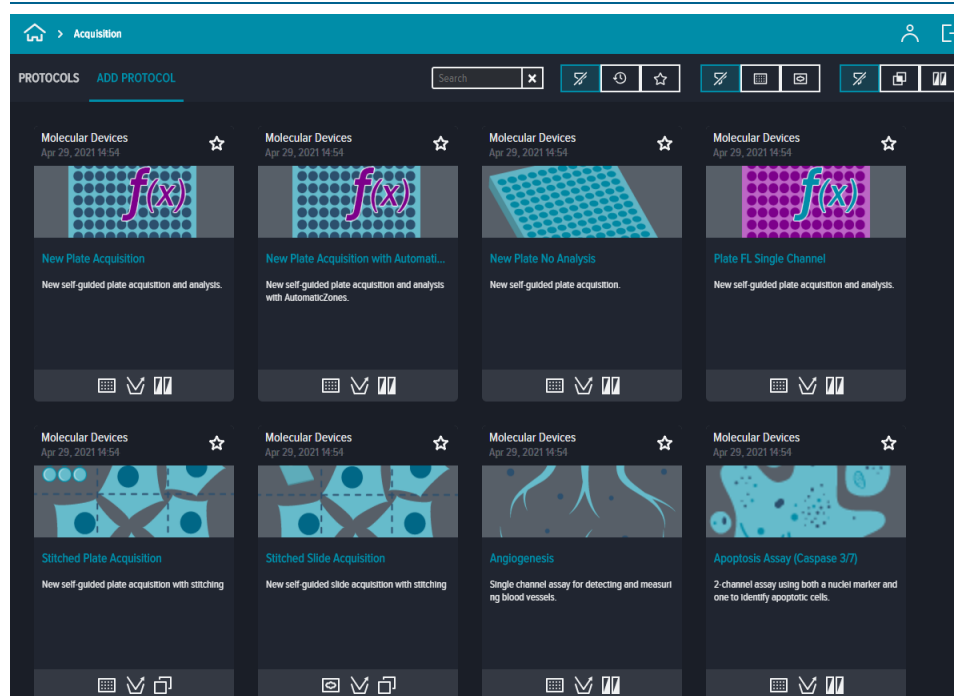 > Acquisition
PROTOCOLS ADD PROTOCOL Search
Molecular Devices
Apr 29, 2021 14:54
f(x)
New Plate Acquisition
New self-guided plate acquisition and analysis.
Molecular Devices
Apr 29, 2021 14:54
f(x)
New Plate Acquisition with Automati...
New self-guided plate acquisition and analysis
with AutomaticZones.
Molecular Devices
Apr 29, 2021 14:54
New Plate No Analysis
New self-guided plate acquisition.
Molecular Devices
Apr 29, 2021 14:54
f(x)
Plate FL Single Channel
New self-guided plate acquisition and analysis.
Molecular Devices
Apr 29, 2021 14:54
Stitched Plate Acquisition
New self-guided plate acquisition with stitching
Molecular Devices
Apr 29, 2021 14:54
Stitched Slide Acquisition
New self-guided slide acquisition with stitching
Molecular Devices
Apr 29, 2021 14:54
Angiogenesis
Single channel assay for detecting and measuri
ng blood vessels.
Molecular Devices
Apr 29, 2021 14:54
Apoptosis Assay (Caspase 3/7)
2-channel assay using both a nuclei marker and
one to identify apoptotic cells.